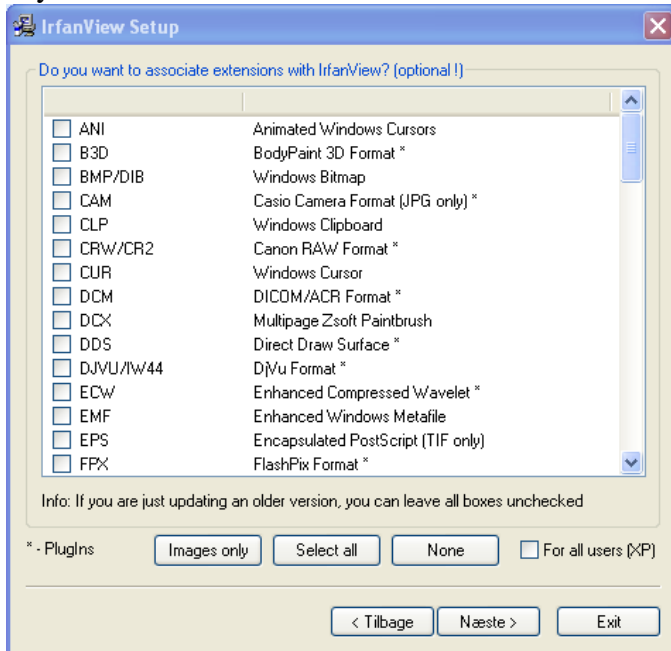 IrfanView Setup
Do you want to associate extensions with IrfanView? (optional !)
ANI Animated Windows Cursors
B3D BodyPaint 3D Format *
BMP/DIB Windows Bitmap
CAM Casio Camera Format (JPG only) *
CLP Windows Clipboard
CRW/CR2 Canon RAW Format *
CUR Windows Cursor
DCM DICOM/ACR Format *
DCX Multipage Zsoft Paintbrush
DDS Direct Draw Surface *
DJVU/IW44 DjVu Format *
ECW Enhanced Compressed Wavelet *
EMF Enhanced Windows Metafile
EPS Encapsulated PostScript (TIF only)
FPX FlashPix Format *
Info: If you are just updating an older version, you can leave all boxes unchecked
* - PlugIns Images only Select all None For all users (XP)
< Tilbage Næste > Exit